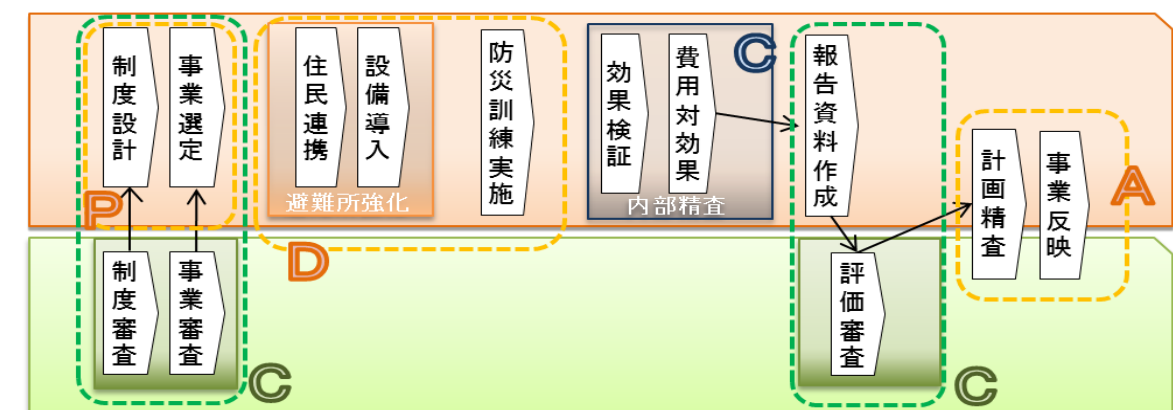 制度設計
事業選定
P
住民連携
設備導入
避難所強化
防災訓練実施
D
効果検証
費用対効果
内部精査
C
報告資料作成
計画精査
事業反映
A
制度審査
事業審査
C
評価審査
C